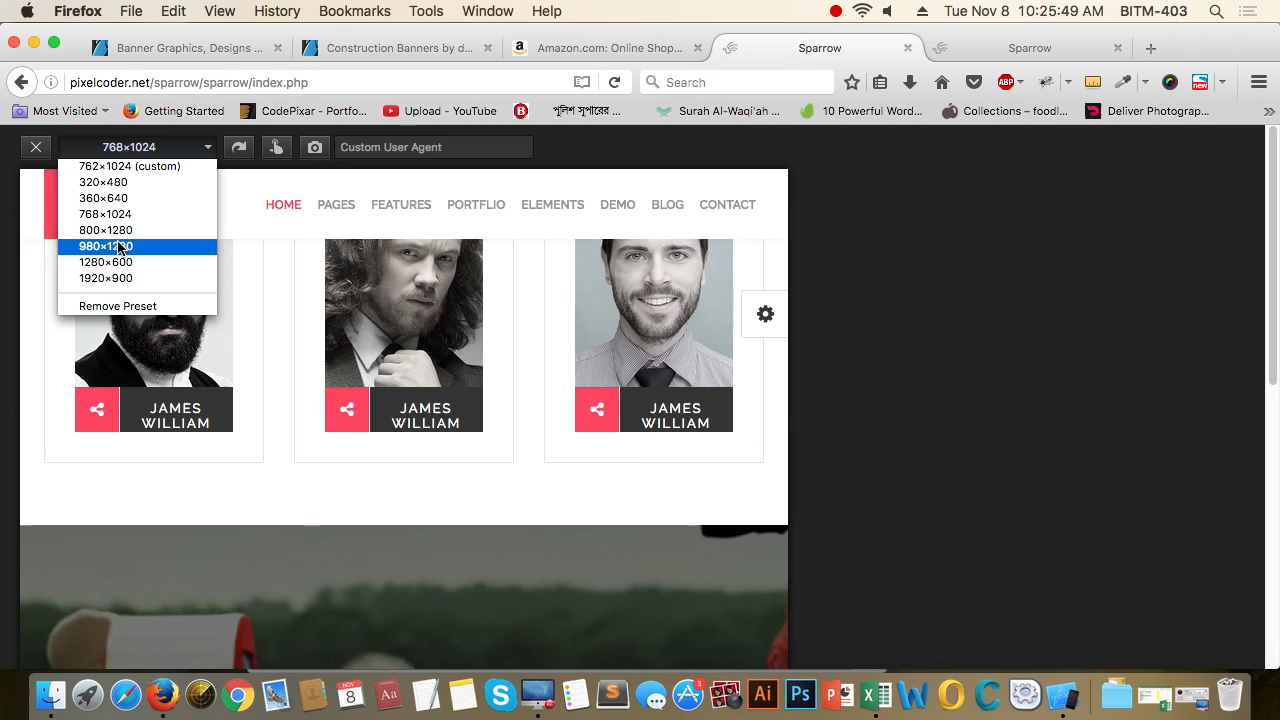 Firefox File Edit View History Bookmarks Tools Window Help Tue Nov 8 10:25:49 AM BITM-403
Banner Graphics, Designs ... Construction Banners by d... Amazon.com: Online Shop... Sparrow Sparrow
pixelcoder.net/sparrow/sparrow/index.php Search
Most Visited Getting Started CodePixar - Portfo... Upload - YouTube পুলিশ সুপারের ... Surah Al-Waqi'ah ... 10 Powerful Word... Collections – foodl... Deliver Photograp...
768×1024 Custom User Agent
762×1024 (custom)
320×480
360×640
768×1024
800×1280
1280×600
1920×900
Remove Preset
HOME PAGES FEATURES PORTFLIO ELEMENTS DEMO BLOG CONTACT
JAMES WILLIAM
JAMES WILLIAM
JAMES WILLIAM